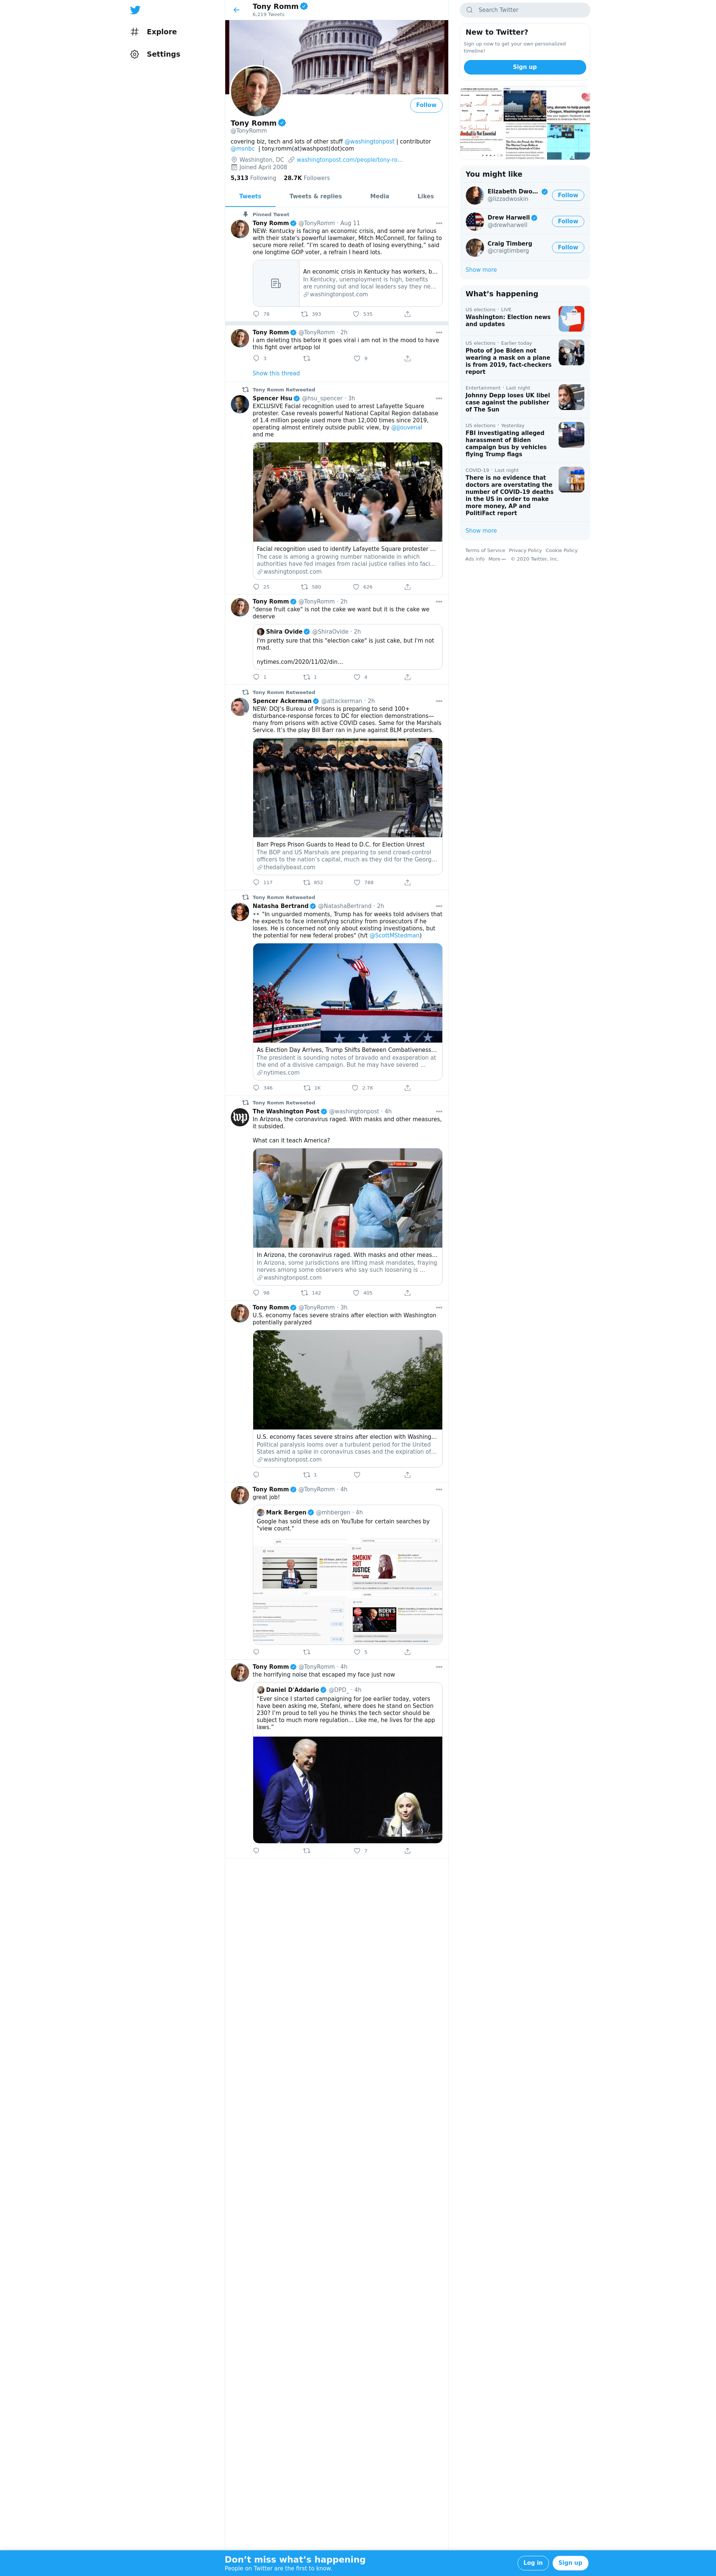 Explore
Settings
Tony Romm
6,219 Tweets
Follow
Tony Romm
@TonyRomm
covering biz, tech and lots of other stuff @washingtonpost | contributor
@msnbc | tony.romm(at)washpost(dot)com
Washington, DC washingtonpost.com/people/tony-ro…
Joined April 2008
5,313 Following 28.7K Followers
Tweets Tweets & replies Media Likes
Pinned Tweet
Tony Romm @TonyRomm · Aug 11
NEW: Kentucky is facing an economic crisis, and some are furious
with their state's powerful lawmaker, Mitch McConnell, for failing to
secure more relief. "I'm scared to death of losing everything," said
one longtime GOP voter, a refrain I heard lots.
An economic crisis in Kentucky has workers, b…
In Kentucky, unemployment is high, benefits
are running out and local leaders say they ne…
washingtonpost.com
78 393 535
Tony Romm @TonyRomm · 2h
i am deleting this before it goes viral i am not in the mood to have
this fight over artpop lol
3 9
Show this thread
Tony Romm Retweeted
Spencer Hsu @hsu_spencer · 3h
EXCLUSIVE Facial recognition used to arrest Lafayette Square
protester. Case reveals powerful National Capital Region database
of 1.4 million people used more than 12,000 times since 2019,
operating almost entirely outside public view, by @jjouvenal
and me
POLICE
Facial recognition used to identify Lafayette Square protester …
The case is among a growing number nationwide in which
authorities have fed images from racial justice rallies into faci…
washingtonpost.com
25 580 626
Tony Romm @TonyRomm · 2h
"dense fruit cake" is not the cake we want but it is the cake we
deserve
Shira Ovide @ShiraOvide · 2h
I'm pretty sure that this "election cake" is just cake, but I'm not
mad.
nytimes.com/2020/11/02/din…
1 1 4
Tony Romm Retweeted
Spencer Ackerman @attackerman · 2h
NEW: DOJ's Bureau of Prisons is preparing to send 100+
disturbance-response forces to DC for election demonstrations—
many from prisons with active COVID cases. Same for the Marshals
Service. It's the play Bill Barr ran in June against BLM protesters.
Barr Preps Prison Guards to Head to D.C. for Election Unrest
The BOP and US Marshals are preparing to send crowd-control
officers to the nation's capital, much as they did for the Georg…
thedailybeast.com
117 852 788
Tony Romm Retweeted
Natasha Bertrand @NatashaBertrand · 2h
"In unguarded moments, Trump has for weeks told advisers that
he expects to face intensifying scrutiny from prosecutors if he
loses. He is concerned not only about existing investigations, but
the potential for new federal probes" (h/t @ScottMStedman)
As Election Day Arrives, Trump Shifts Between Combativeness…
The president is sounding notes of bravado and exasperation at
the end of a divisive campaign. But he may have severed …
nytimes.com
346 1K 2.7K
Tony Romm Retweeted
wp
The Washington Post @washingtonpost · 4h
In Arizona, the coronavirus raged. With masks and other measures,
it subsided.
What can it teach America?
In Arizona, the coronavirus raged. With masks and other meas…
In Arizona, some jurisdictions are lifting mask mandates, fraying
nerves among some observers who say such loosening is …
washingtonpost.com
98 142 405
Tony Romm @TonyRomm · 3h
U.S. economy faces severe strains after election with Washington
potentially paralyzed
U.S. economy faces severe strains after election with Washing…
Political paralysis looms over a turbulent period for the United
States amid a spike in coronavirus cases and the expiration of…
washingtonpost.com
1
Tony Romm @TonyRomm · 4h
great job!
Mark Bergen @mhbergen · 4h
Google has sold these ads on YouTube for certain searches by
"view count."
SMOKIN'
HOT
JUSTICE
BIDEN'S
5
Tony Romm @TonyRomm · 4h
the horrifying noise that escaped my face just now
Daniel D'Addario @DPD_ · 4h
"Ever since I started campaigning for Joe earlier today, voters
have been asking me, Stefani, where does he stand on Section
230? I'm proud to tell you he thinks the tech sector should be
subject to much more regulation… Like me, he lives for the app
laws."
7
Search Twitter
New to Twitter?
Sign up now to get your own personalized
timeline!
Sign up
You might like
Elizabeth Dwo…
@lizzadwoskin
Follow
Drew Harwell
@drewharwell
Follow
Craig Timberg
@craigtimberg
Follow
Show more
What's happening
US elections · LIVE
Washington: Election news
and updates
US elections · Earlier today
Photo of Joe Biden not
wearing a mask on a plane
is from 2019, fact-checkers
report
Entertainment · Last night
Johnny Depp loses UK libel
case against the publisher
of The Sun
US elections · Yesterday
FBI investigating alleged
harassment of Biden
campaign bus by vehicles
flying Trump flags
COVID-19 · Last night
There is no evidence that
doctors are overstating the
number of COVID-19 deaths
in the US in order to make
more money, AP and
PolitiFact report
Show more
Terms of Service Privacy Policy Cookie Policy
Ads info More © 2020 Twitter, Inc.
Don't miss what's happening
People on Twitter are the first to know.
Log in
Sign up